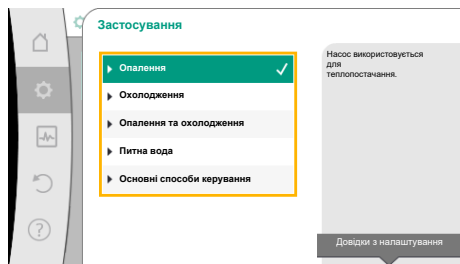 Застосування
Опалення
Охолодження
Опалення та охолодження
Питна вода
Основні способи керування
Насос використовується
для
теплопостачання.
Довідки з налаштування